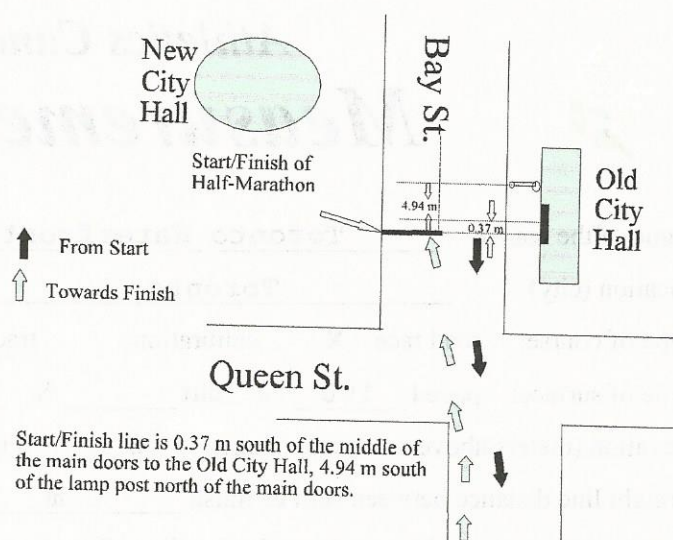 New
City
Hall
Bay St.
Start/Finish of
Half-Marathon
Old
City
Hall
4.94 m
0.37 m
From Start
Towards Finish
Queen St.
Start/Finish line is 0.37 m south of the middle of
the main doors to the Old City Hall, 4.94 m south
of the lamp post north of the main doors.